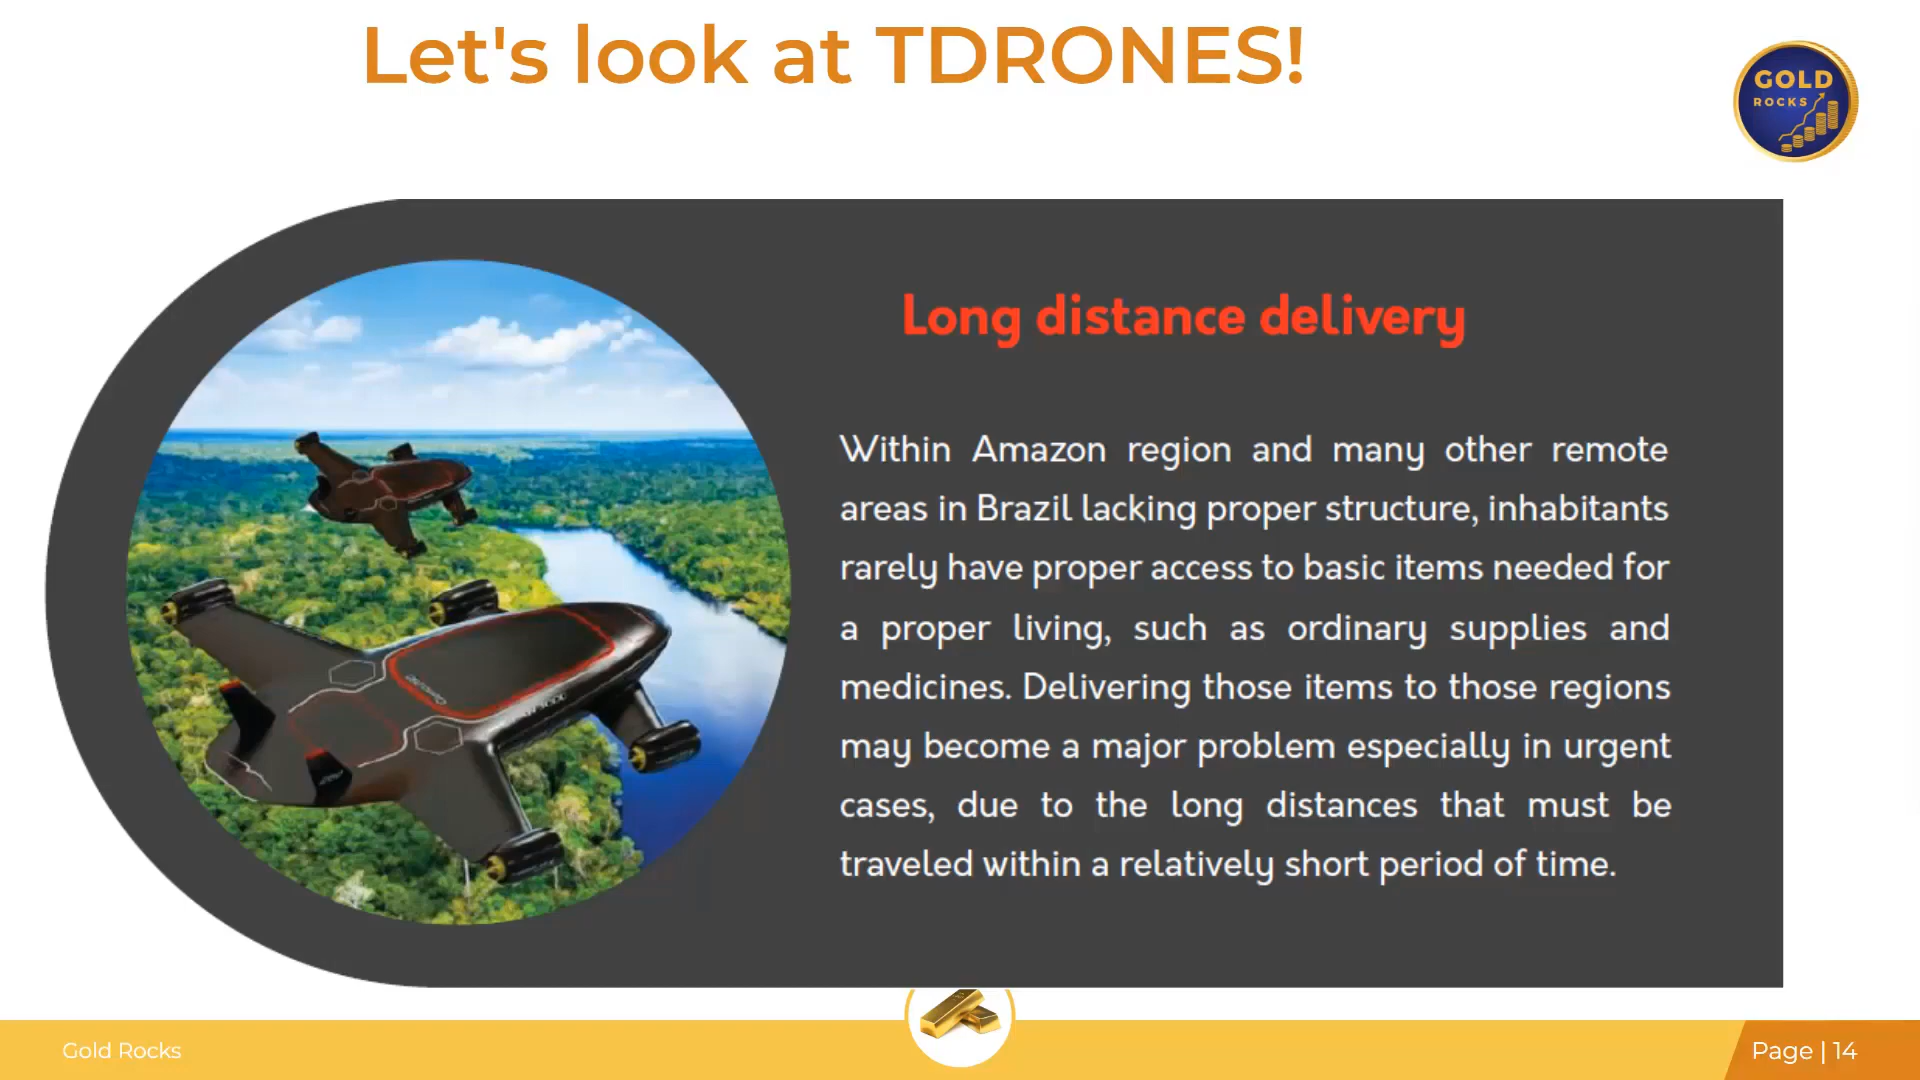 Let's look at TDRONES!
GOLD
ROCKS
Long distance delivery
Within Amazon region and many other remote
areas in Brazil lacking proper structure, inhabitants
rarely have proper access to basic items needed for
a proper living, such as ordinary supplies and
medicines. Delivering those items to those regions
may become a major problem especially in urgent
cases, due to the long distances that must be
traveled within a relatively short period of time.
Gold Rocks
Page | 14